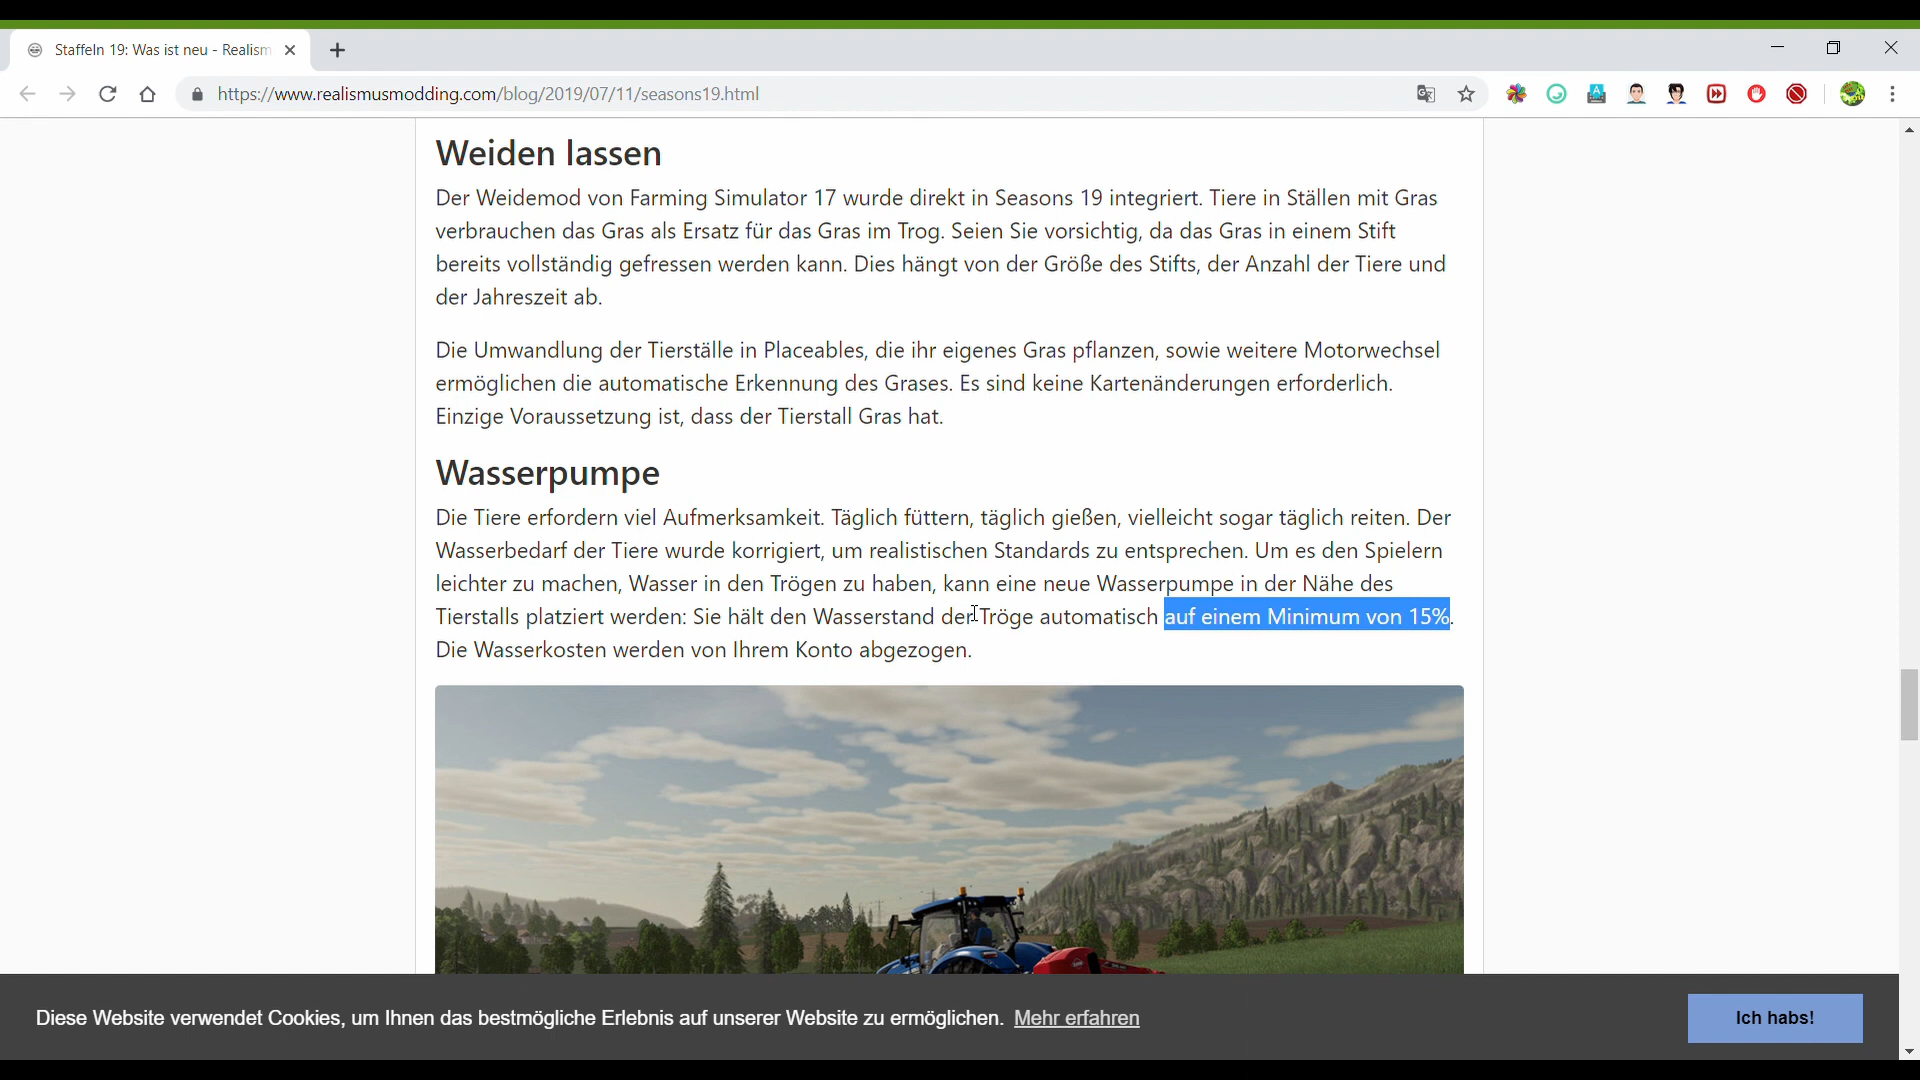 Staffeln 19: Was ist neu - Realism
https://www.realismusmodding.com/blog/2019/07/11/seasons19.html
Weiden lassen
Der Weidemod von Farming Simulator 17 wurde direkt in Seasons 19 integriert. Tiere in Ställen mit Gras
verbrauchen das Gras als Ersatz für das Gras im Trog. Seien Sie vorsichtig, da das Gras in einem Stift
bereits vollständig gefressen werden kann. Dies hängt von der Größe des Stifts, der Anzahl der Tiere und
der Jahreszeit ab.
Die Umwandlung der Tierställe in Placeables, die ihr eigenes Gras pflanzen, sowie weitere Motorwechsel
ermöglichen die automatische Erkennung des Grases. Es sind keine Kartenänderungen erforderlich.
Einzige Voraussetzung ist, dass der Tierstall Gras hat.
Wasserpumpe
Die Tiere erfordern viel Aufmerksamkeit. Täglich füttern, täglich gießen, vielleicht sogar täglich reiten. Der
Wasserbedarf der Tiere wurde korrigiert, um realistischen Standards zu entsprechen. Um es den Spielern
leichter zu machen, Wasser in den Trögen zu haben, kann eine neue Wasserpumpe in der Nähe des
Tierstalls platziert werden: Sie hält den Wasserstand der Tröge automatisch auf einem Minimum von 15%.
Die Wasserkosten werden von Ihrem Konto abgezogen.
Diese Website verwendet Cookies, um Ihnen das bestmögliche Erlebnis auf unserer Website zu ermöglichen. Mehr erfahren
Ich habs!